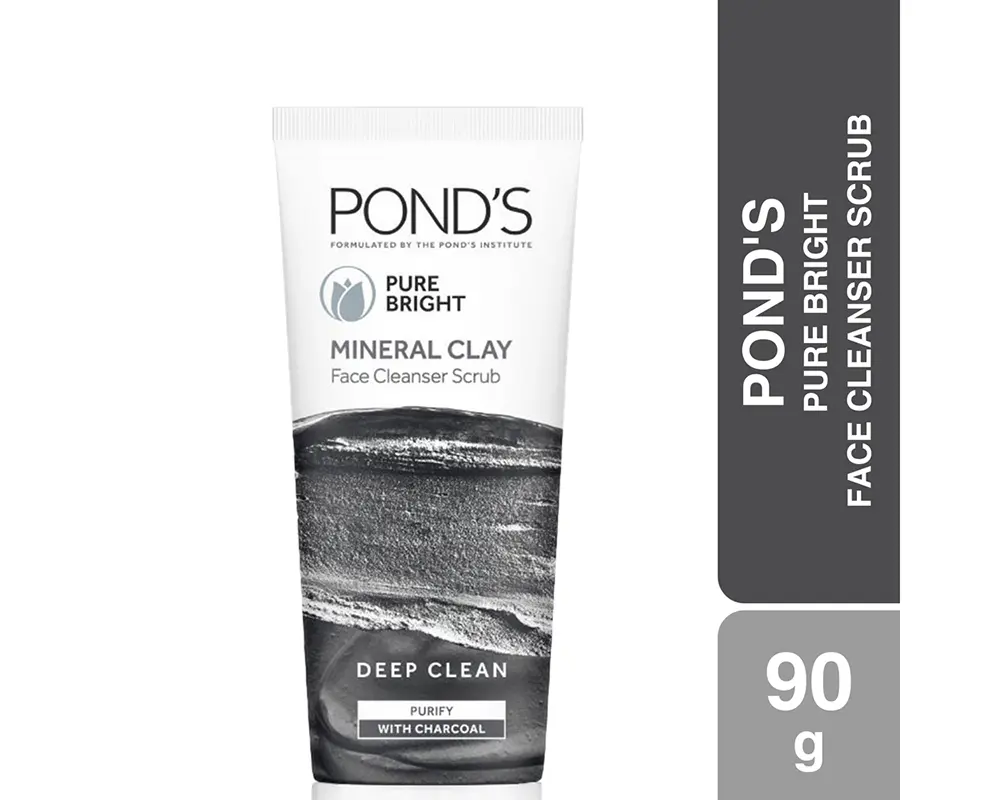 POND'S
FORMULATED BY THE POND'S INSTITUTE
PURE
BRIGHT
MINERAL CLAY
Face Cleanser Scrub
DEEP CLEAN
PURIFY
WITH CHARCOAL
POND'S
PURE BRIGHT
FACE CLEANSER SCRUB
90
g